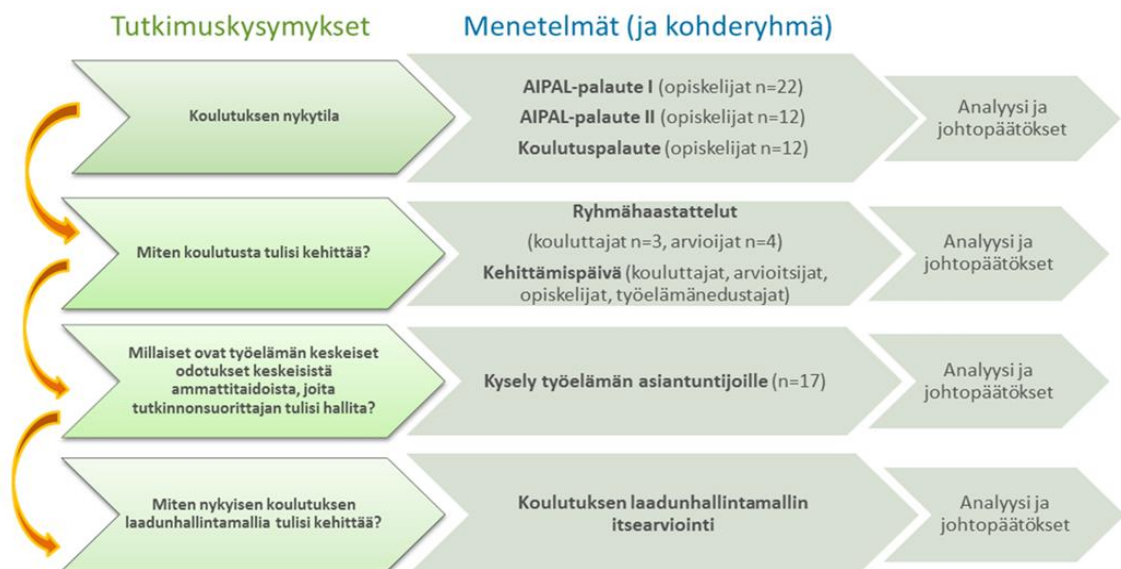 Tutkimuskysymykset
Menetelmät (ja kohderyhmä)
Koulutuksen nykytila
AIPAL-palaute I (opiskelijat n=22)
AIPAL-palaute II (opiskelijat n=12)
Koulutuspalaute (opiskelijat n=12)
Analyysi ja
johtopäätökset
Miten koulutusta tulisi kehittää?
Ryhmähaastattelut
(kouluttajat n=3, arvioijat n=4)
Kehittämispäivä (kouluttajat, arvioitsijat,
opiskelijat, työelämänedustajat)
Analyysi ja
johtopäätökset
Millaiset ovat työelämän keskeiset
odotukset keskeisistä
ammattitaidoista, joita
tutkinnonsuorittajan tulisi hallita?
Kysely työelämän asiantuntijoille (n=17)
Analyysi ja
johtopäätökset
Miten nykyisen koulutuksen
laadunhallintamallia tulisi kehittää?
Koulutuksen laadunhallintamallin
itsearviointi
Analyysi ja
johtopäätökset